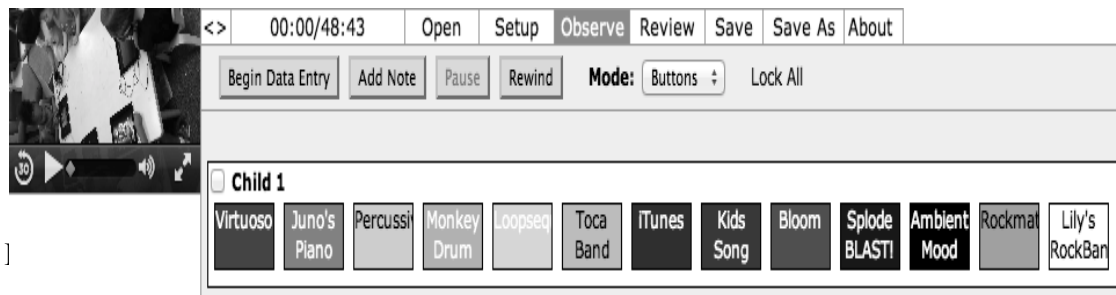 <> 00:00/48:43 Open Setup Observe Review Save Save As About
Begin Data Entry Add Note Pause Rewind Mode: Buttons Lock All
30
Child 1
Virtuoso Juno's Percussi Monkey Loopseq Toca iTunes Kids Bloom Splode Ambient Rockmat Lily's
Piano Drum Band Song BLAST! Mood RockBan